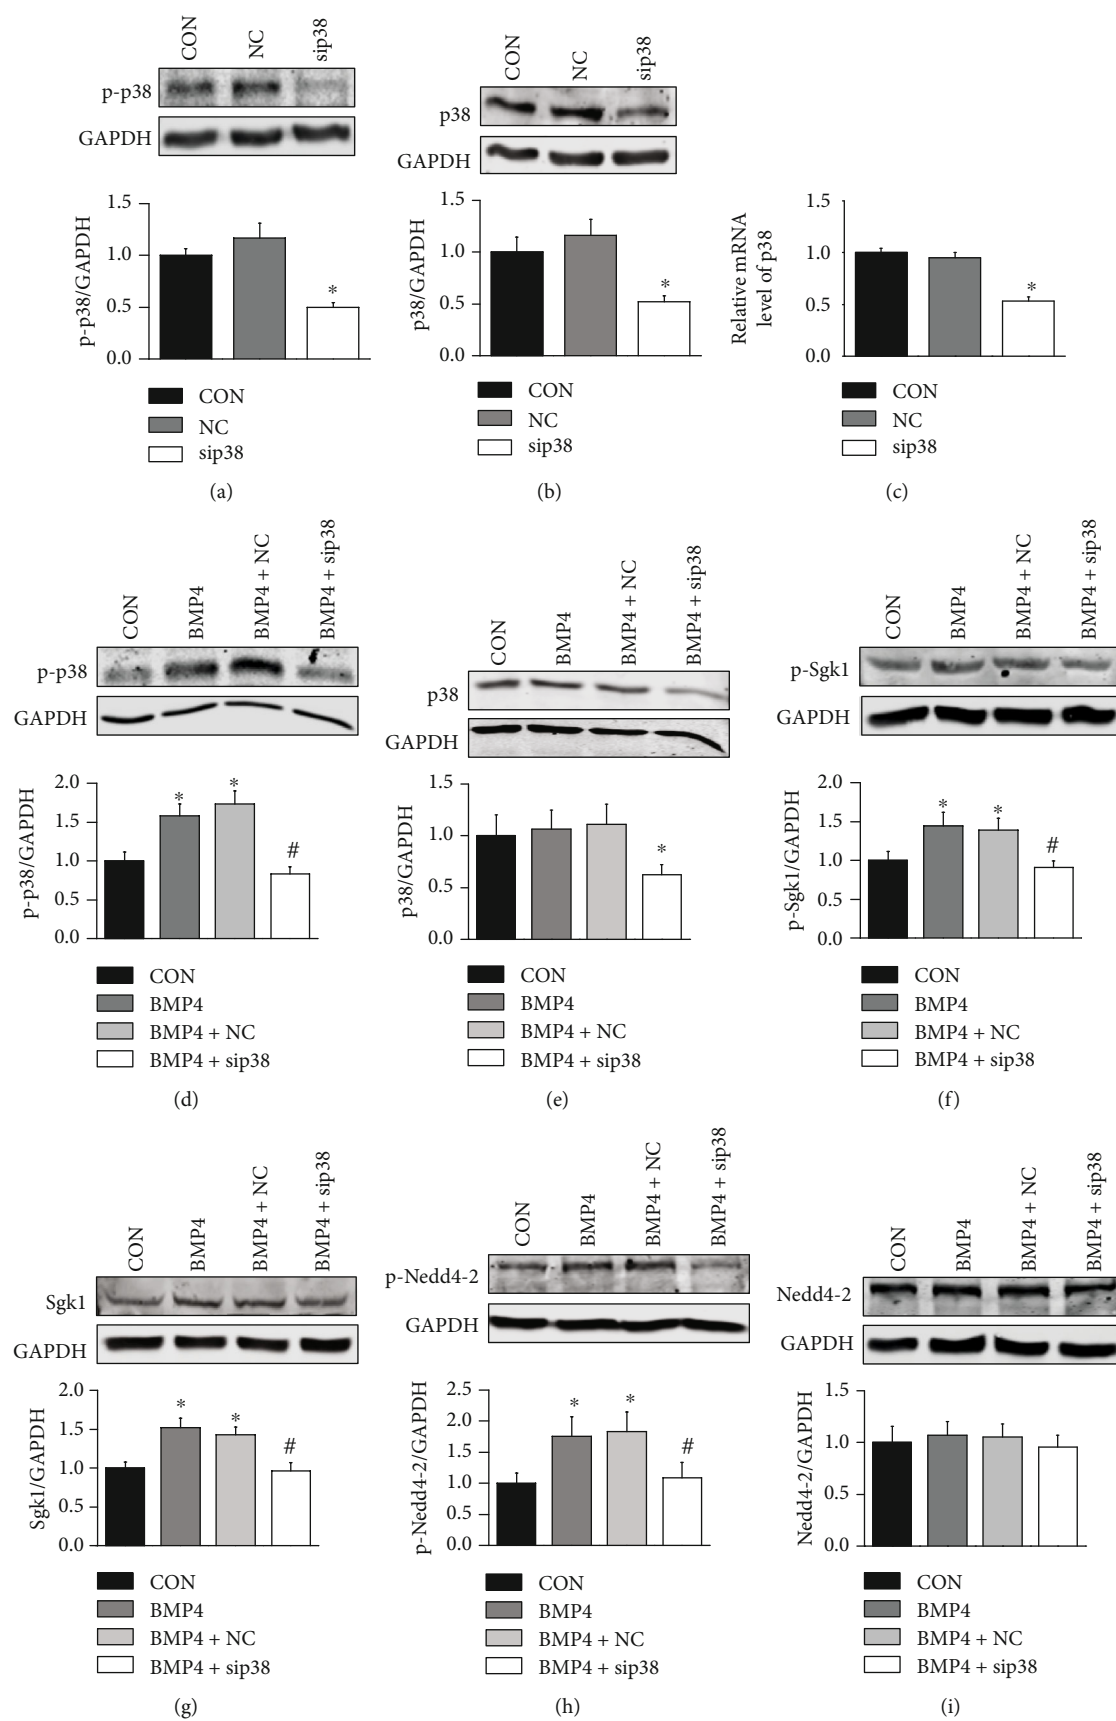 CON NC sip38
p-p38
GAPDH
p-p38/GAPDH
1.5
1.0
0.5
0.0
*
CON
NC
sip38
(a)
CON NC sip38
p38
GAPDH
p38/GAPDH
1.5
1.0
0.5
0.0
*
CON
NC
sip38
(b)
Relative mRNA
level of p38
1.5
1.0
0.5
0.0
*
CON
NC
sip38
(c)
CON BMP4 BMP4 + NC BMP4 + sip38
p-p38
GAPDH
p-p38/GAPDH
2.0
1.5
1.0
0.5
0.0
* * #
CON
BMP4
BMP4 + NC
BMP4 + sip38
(d)
CON BMP4 BMP4 + NC BMP4 + sip38
p38
GAPDH
p38/GAPDH
1.5
1.0
0.5
0.0
*
CON
BMP4
BMP4 + NC
BMP4 + sip38
(e)
CON BMP4 BMP4 + NC BMP4 + sip38
p-Sgk1
GAPDH
p-Sgk1/GAPDH
2.0
1.5
1.0
0.5
0.0
* * #
CON
BMP4
BMP4 + NC
BMP4 + sip38
(f)
CON BMP4 BMP4 + NC BMP4 + sip38
Sgk1
GAPDH
Sgk1/GAPDH
2.0
1.5
1.0
0.5
0.0
* * #
CON
BMP4
BMP4 + NC
BMP4 + sip38
(g)
CON BMP4 BMP4 + NC BMP4 + sip38
p-Nedd4-2
GAPDH
p-Nedd4-2/GAPDH
2.5
2.0
1.5
1.0
0.5
0.0
* * #
CON
BMP4
BMP4 + NC
BMP4 + sip38
(h)
CON BMP4 BMP4 + NC BMP4 + sip38
Nedd4-2
GAPDH
Nedd4-2/GAPDH
1.5
1.0
0.5
0.0
CON
BMP4
BMP4 + NC
BMP4 + sip38
(i)